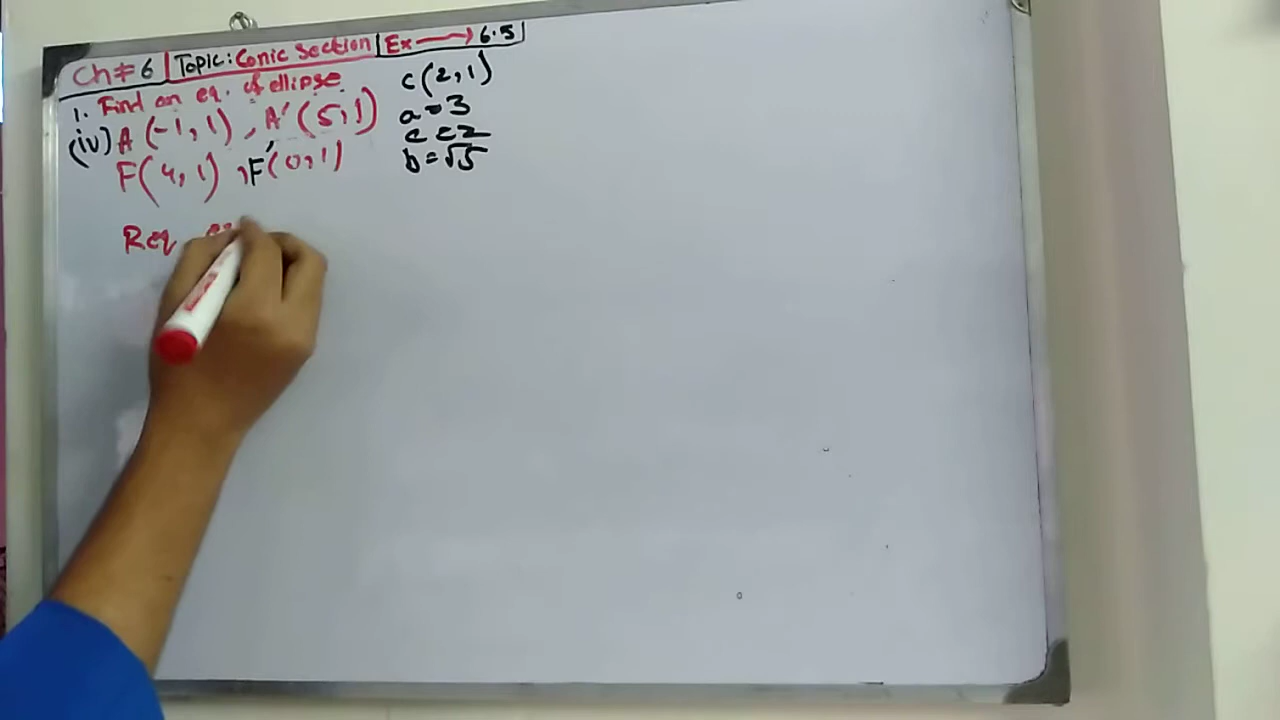 Ch # 6 | Topic: Conic Section | Ex → 6.5
1. Find an eq. of ellipse
(iv) A (-1, 1) , A' (5, 1)
F(4, 1) , F'(0, 1)
c(2, 1)
a = 3
c = 2
b = √5
Req